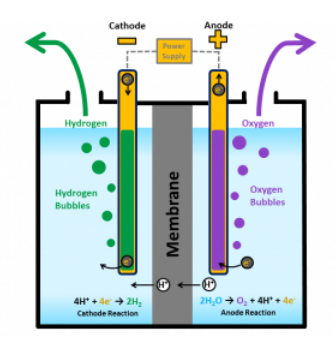 Cathode
Anode
−
+
Power
Supply
e⁻
e⁻
Hydrogen
Oxygen
Hydrogen
Bubbles
Oxygen
Bubbles
Membrane
e⁻
e⁻
H⁺
H⁺
4H⁺ + 4e⁻ → 2H₂
Cathode Reaction
2H₂O → O₂ + 4H⁺ + 4e⁻
Anode Reaction